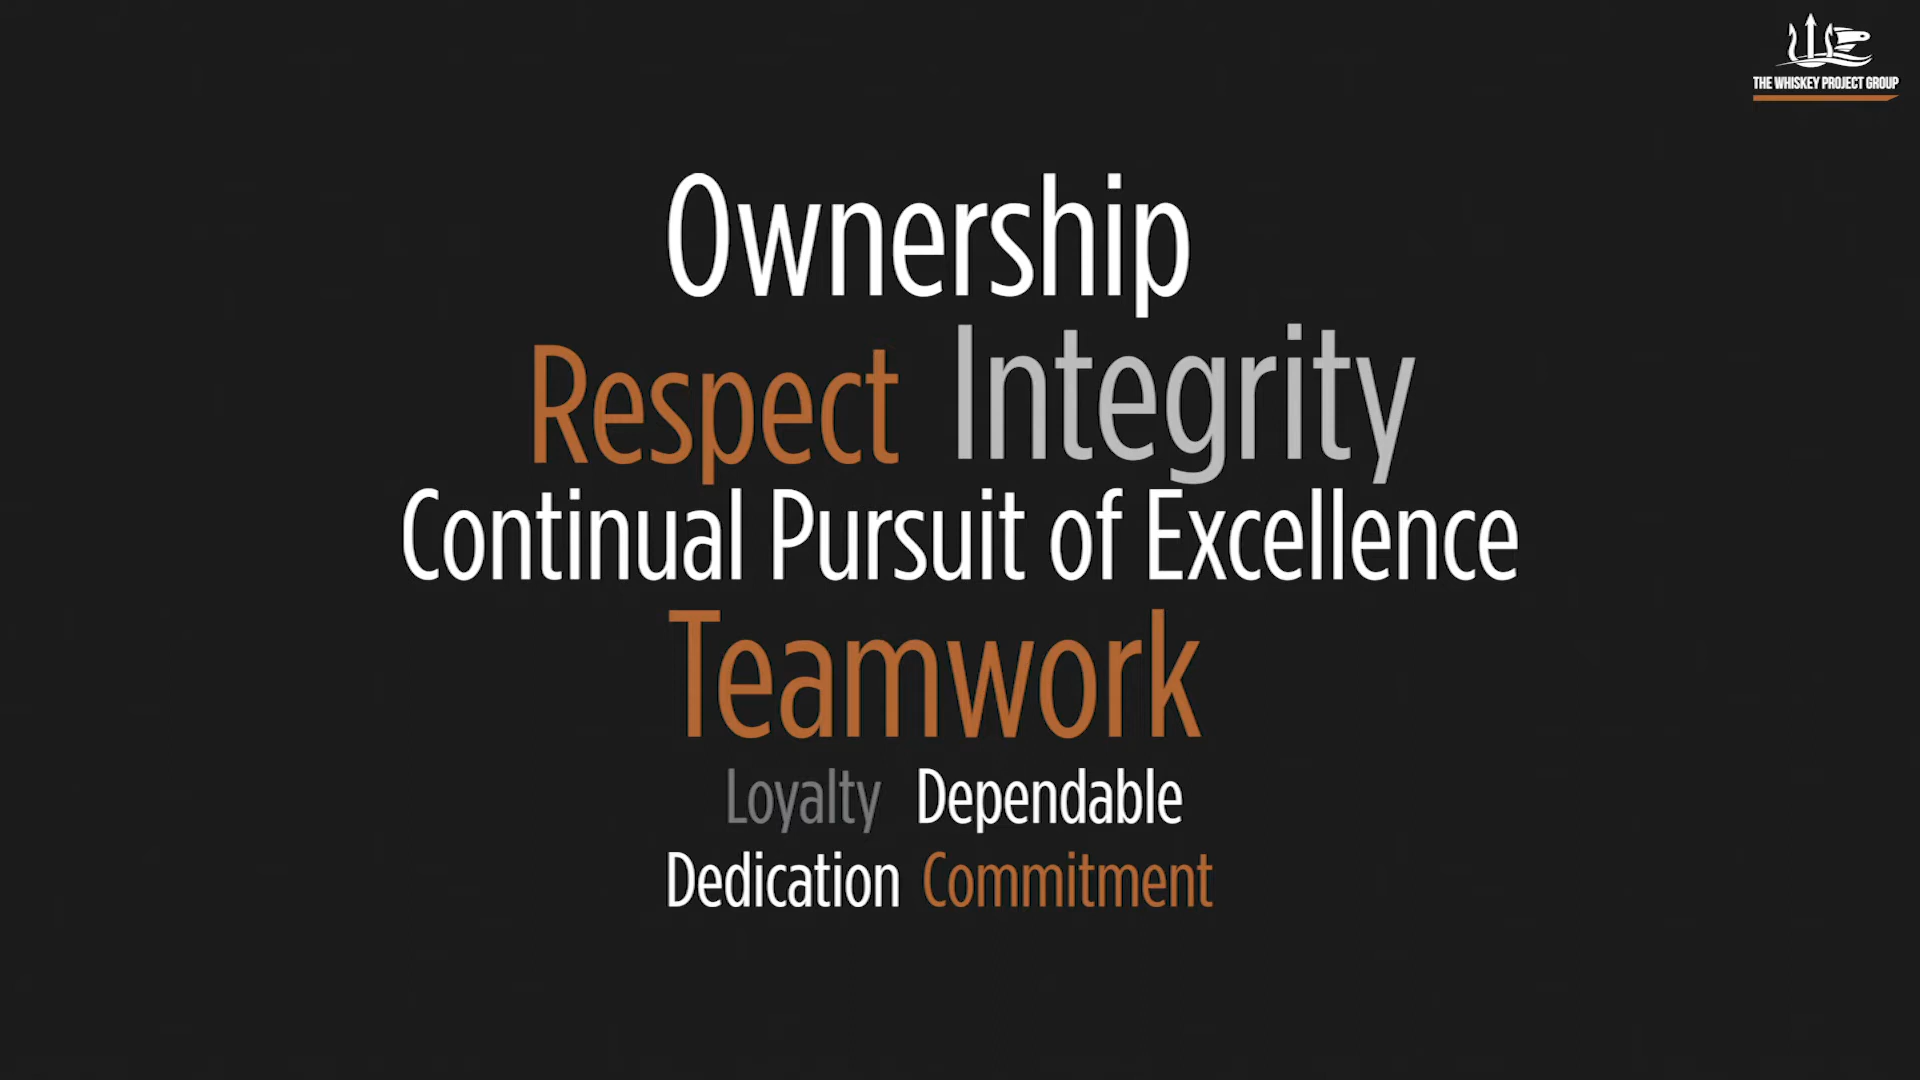 THE WHISKEY PROJECT GROUP
Ownership
Respect Integrity
Continual Pursuit of Excellence
Teamwork
Loyalty Dependable
Dedication Commitment